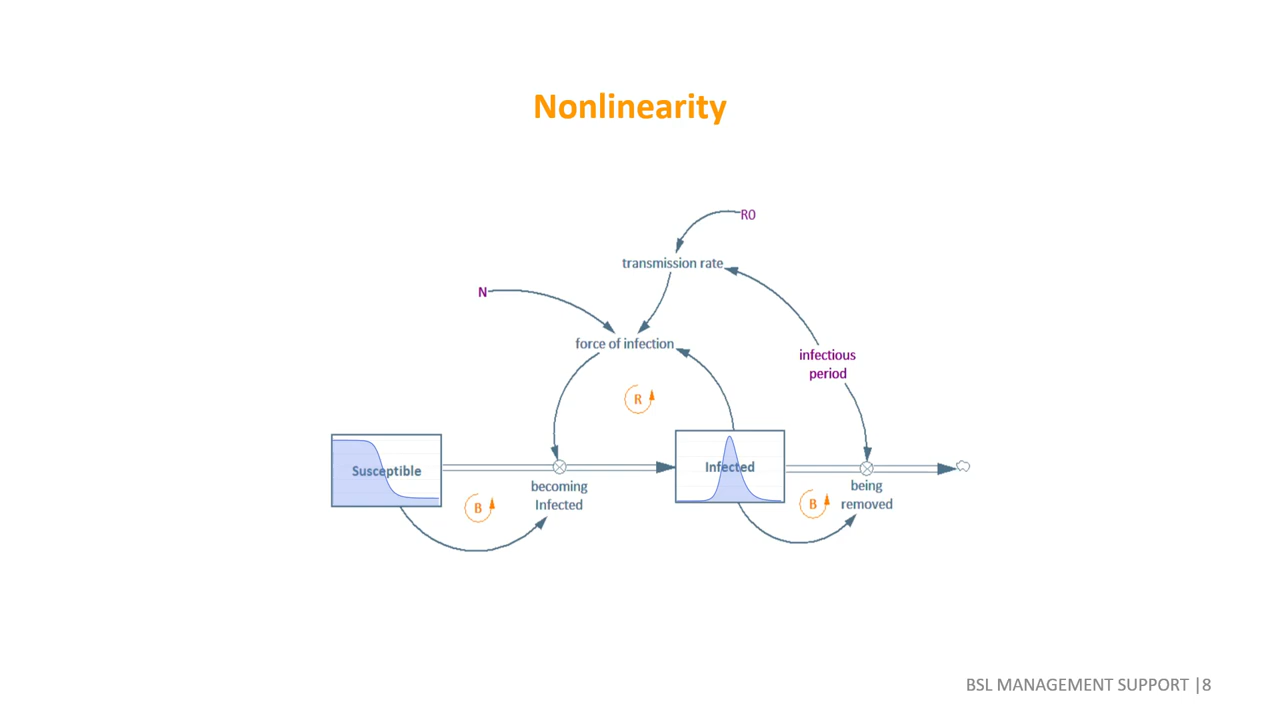 Nonlinearity
R0
transmission rate
N
force of infection
infectious
period
R
Susceptible
Infected
becoming
Infected
being
removed
B
B
BSL MANAGEMENT SUPPORT |8